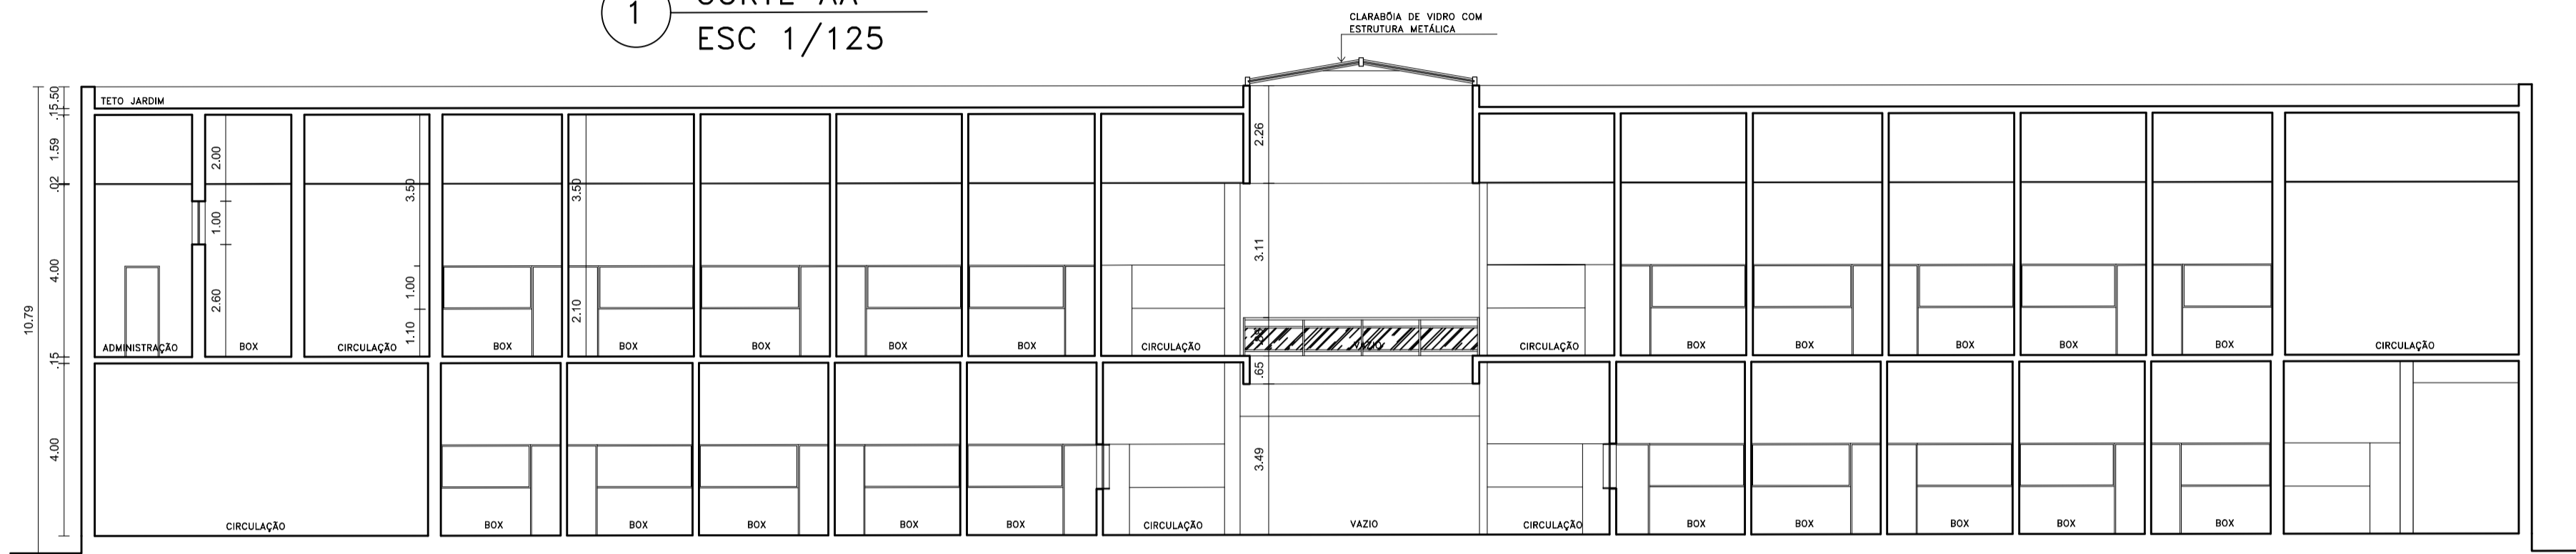 1
ESC 1/125
CLARABÓIA DE VIDRO COM
ESTRUTURA METÁLICA
TETO JARDIM
10.79
.50
.15
1.59
.02
4.00
.15
4.00
2.00
1.00
2.60
3.50
1.00
1.10
3.50
2.10
2.26
3.11
.65
3.49
ADMINISTRAÇÃO
BOX
CIRCULAÇÃO
BOX
BOX
BOX
BOX
BOX
CIRCULAÇÃO
VAZIO
CIRCULAÇÃO
BOX
BOX
BOX
BOX
BOX
CIRCULAÇÃO
CIRCULAÇÃO
BOX
BOX
BOX
BOX
BOX
CIRCULAÇÃO
VAZIO
CIRCULAÇÃO
BOX
BOX
BOX
BOX
BOX